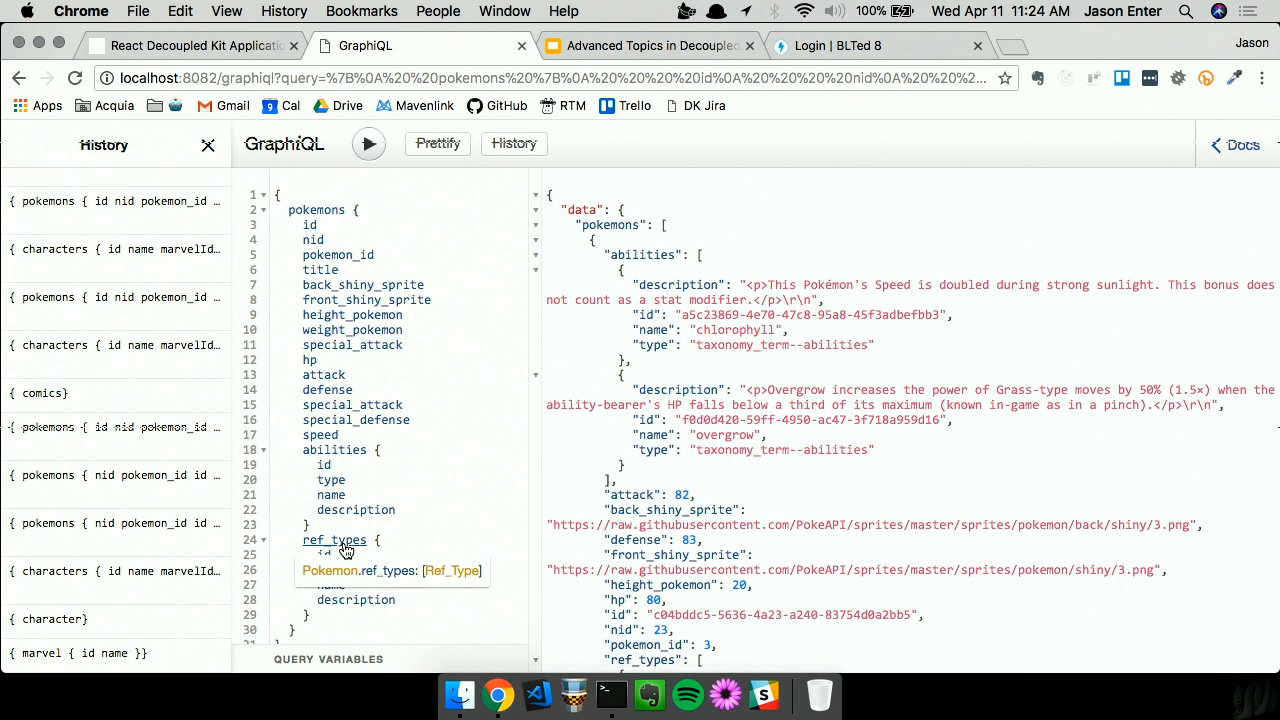 Chrome File Edit View History Bookmarks People Window Help 100% Wed Apr 11 11:24 AM Jason Enter
React Decoupled Kit Applicatio GraphiQL Advanced Topics in Decoupled Login | BLTed 8 Jason
localhost:8082/graphiql?query=%7B%0A%20%20pokemons%20%7B%0A%20%20%20%20id%0A%20%20%20%20nid%0A%20%20%20%20%2...
Apps Acquia Gmail 9 Cal Drive Mavenlink GitHub RTM Trello DK Jira
History
GraphiQL Prettify History Docs
{ pokemons { id nid pokemon_id …
{ characters { id name marvelId…
{ pokemons { id nid pokemon_id …
{ characters { id name marvelId…
{ comics}
{ pokemons { id nid pokemon_id …
{ pokemons { nid pokemon_id id …
{ pokemons { nid pokemon_id id …
{ characters { id name marvelId…
{ character}
{ marvel { id name }}
1 {
2 pokemons {
3 id
4 nid
5 pokemon_id
6 title
7 back_shiny_sprite
8 front_shiny_sprite
9 height_pokemon
10 weight_pokemon
11 special_attack
12 hp
13 attack
14 defense
15 special_attack
16 special_defense
17 speed
18 abilities {
19 id
20 type
21 name
22 description
23 }
24 ref_types {
25 id
Pokemon.ref_types: [Ref_Type]
26
27 name
28 description
29 }
30 }
31 }
QUERY VARIABLES
{
"data": {
"pokemons": [
{
"abilities": [
{
"description": "<p>This Pokémon's Speed is doubled during strong sunlight. This bonus does
not count as a stat modifier.</p>\r\n",
"id": "a5c23869-4e70-47c8-95a8-45f3adbefbb3",
"name": "chlorophyll",
"type": "taxonomy_term--abilities"
},
{
"description": "<p>Overgrow increases the power of Grass-type moves by 50% (1.5×) when the
ability-bearer's HP falls below a third of its maximum (known in-game as in a pinch).</p>\r\n",
"id": "f0d0d420-59ff-4950-ac47-3f718a959d16",
"name": "overgrow",
"type": "taxonomy_term--abilities"
}
],
"attack": 82,
"back_shiny_sprite":
"https://raw.githubusercontent.com/PokeAPI/sprites/master/sprites/pokemon/back/shiny/3.png",
"defense": 83,
"front_shiny_sprite":
"https://raw.githubusercontent.com/PokeAPI/sprites/master/sprites/pokemon/shiny/3.png",
"height_pokemon": 20,
"hp": 80,
"id": "c04bddc5-5636-4a23-a240-83754d0a2bb5",
"nid": 23,
"pokemon_id": 3,
"ref_types": [